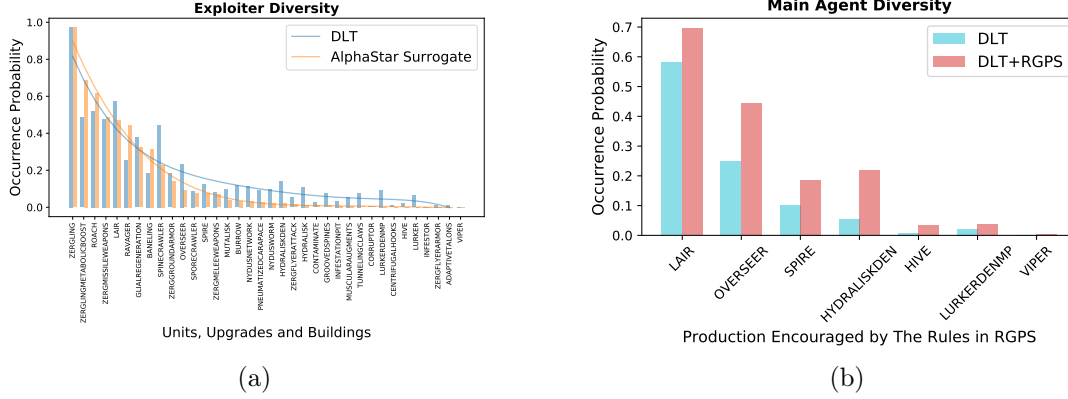 Exploiter Diversity
DLT
AlphaStar Surrogate
Occurrence Probability
1.0
0.8
0.6
0.4
0.2
0.0
ZERGLING
ZERGLINGMETABOLICBOOST
ROACH
ZERGMISSILEWEAPONS
LAIR
RAVAGER
GLIALREGENERATION
BANELING
SPINECRAWLER
ZERGGROUNDARMOR
OVERSEER
SPORECRAWLER
SPIRE
ZERGMELEEWEAPONS
MUTALISK
BURROW
NYDUSNETWORK
PNEUMATIZEDCARAPACE
NYDUSWORM
HYDRALISKDEN
ZERGFLYERATTACK
HYDRALISK
CONTAMINATE
GROOVEDSPINES
INFESTATIONPIT
MUSCULARAUGMENTS
TUNNELINGCLAWS
CORRUPTOR
LURKERDENMP
CENTRIFUGALHOOKS
HIVE
LURKER
INFESTOR
ZERGFLYERARMOR
ADAPTIVETALONS
VIPER
Units, Upgrades and Buildings
(a)
Main Agent Diversity
DLT
DLT+RGPS
Occurrence Probability
0.7
0.6
0.5
0.4
0.3
0.2
0.1
0.0
LAIR
OVERSEER
SPIRE
HYDRALISKDEN
HIVE
LURKERDENMP
VIPER
Production Encouraged by The Rules in RGPS
(b)